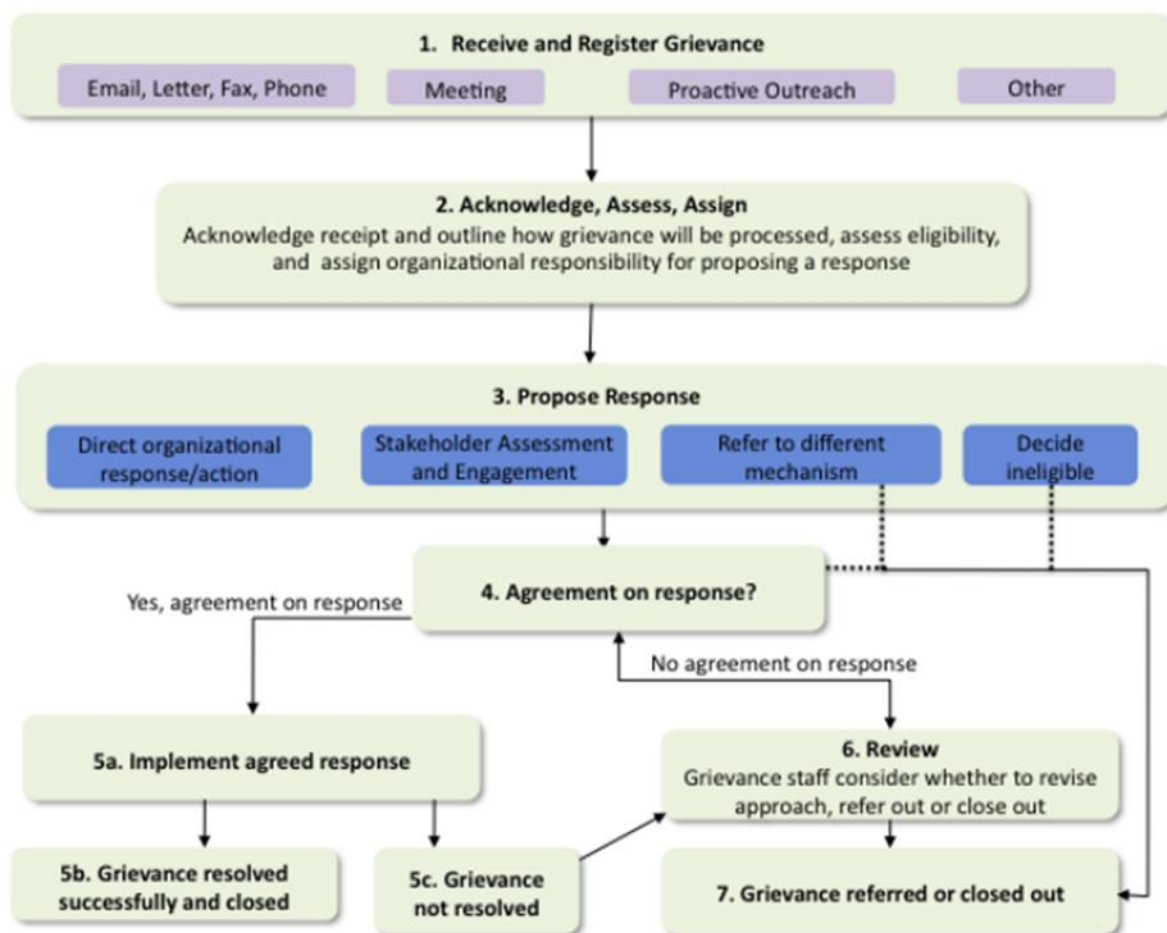 1. Receive and Register Grievance
Email, Letter, Fax, Phone
Meeting
Proactive Outreach
Other
2. Acknowledge, Assess, Assign
Acknowledge receipt and outline how grievance will be processed, assess eligibility,
and assign organizational responsibility for proposing a response
3. Propose Response
Direct organizational
response/action
Stakeholder Assessment
and Engagement
Refer to different
mechanism
Decide
ineligible
4. Agreement on response?
Yes, agreement on response
No agreement on response
5a. Implement agreed response
6. Review
Grievance staff consider whether to revise
approach, refer out or close out
5b. Grievance resolved
successfully and closed
5c. Grievance
not resolved
7. Grievance referred or closed out